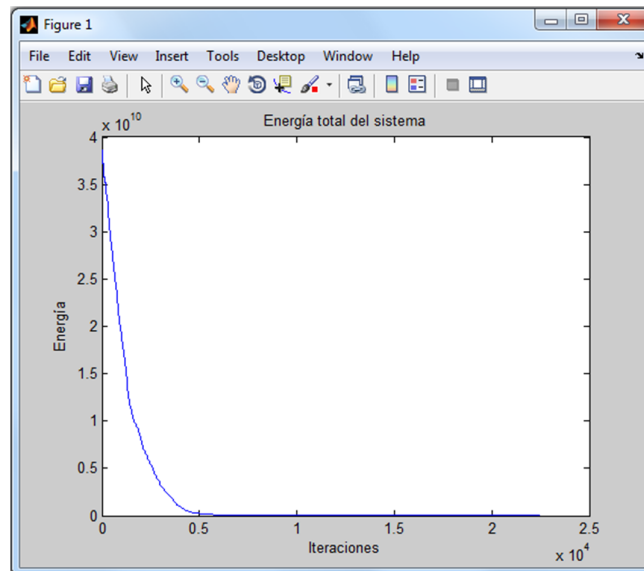 Figure 1
File Edit View Insert Tools Desktop Window Help
x 10^10
Energía total del sistema
4
3.5
3
2.5
2
1.5
1
0.5
0
Energía
0 0.5 1 1.5 2 2.5
Iteraciones
x 10^4